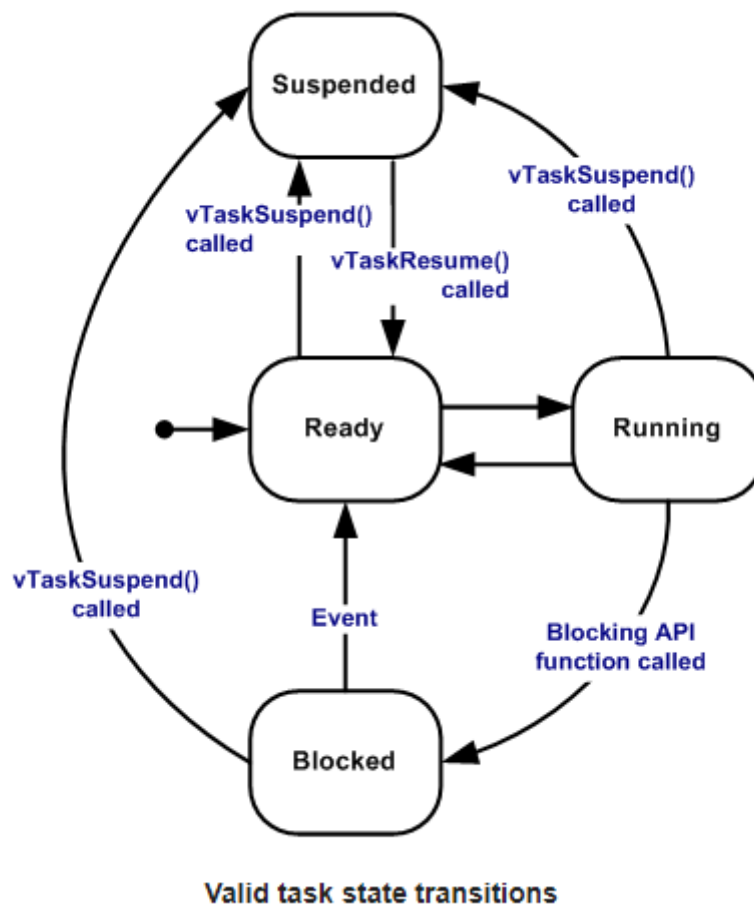 Suspended
vTaskSuspend()
called
vTaskSuspend()
called
vTaskResume()
called
Ready
Running
vTaskSuspend()
called
Event
Blocking API
function called
Blocked
Valid task state transitions